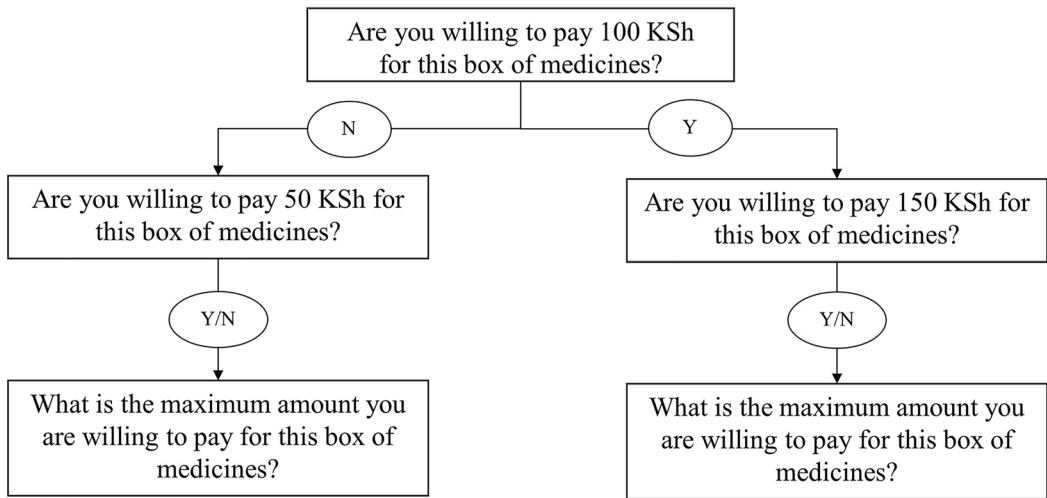 Are you willing to pay 100 KSh
for this box of medicines?
N
Y
Are you willing to pay 50 KSh for
this box of medicines?
Are you willing to pay 150 KSh for
this box of medicines?
Y/N
Y/N
What is the maximum amount you
are willing to pay for this box of
medicines?
What is the maximum amount you
are willing to pay for this box of
medicines?